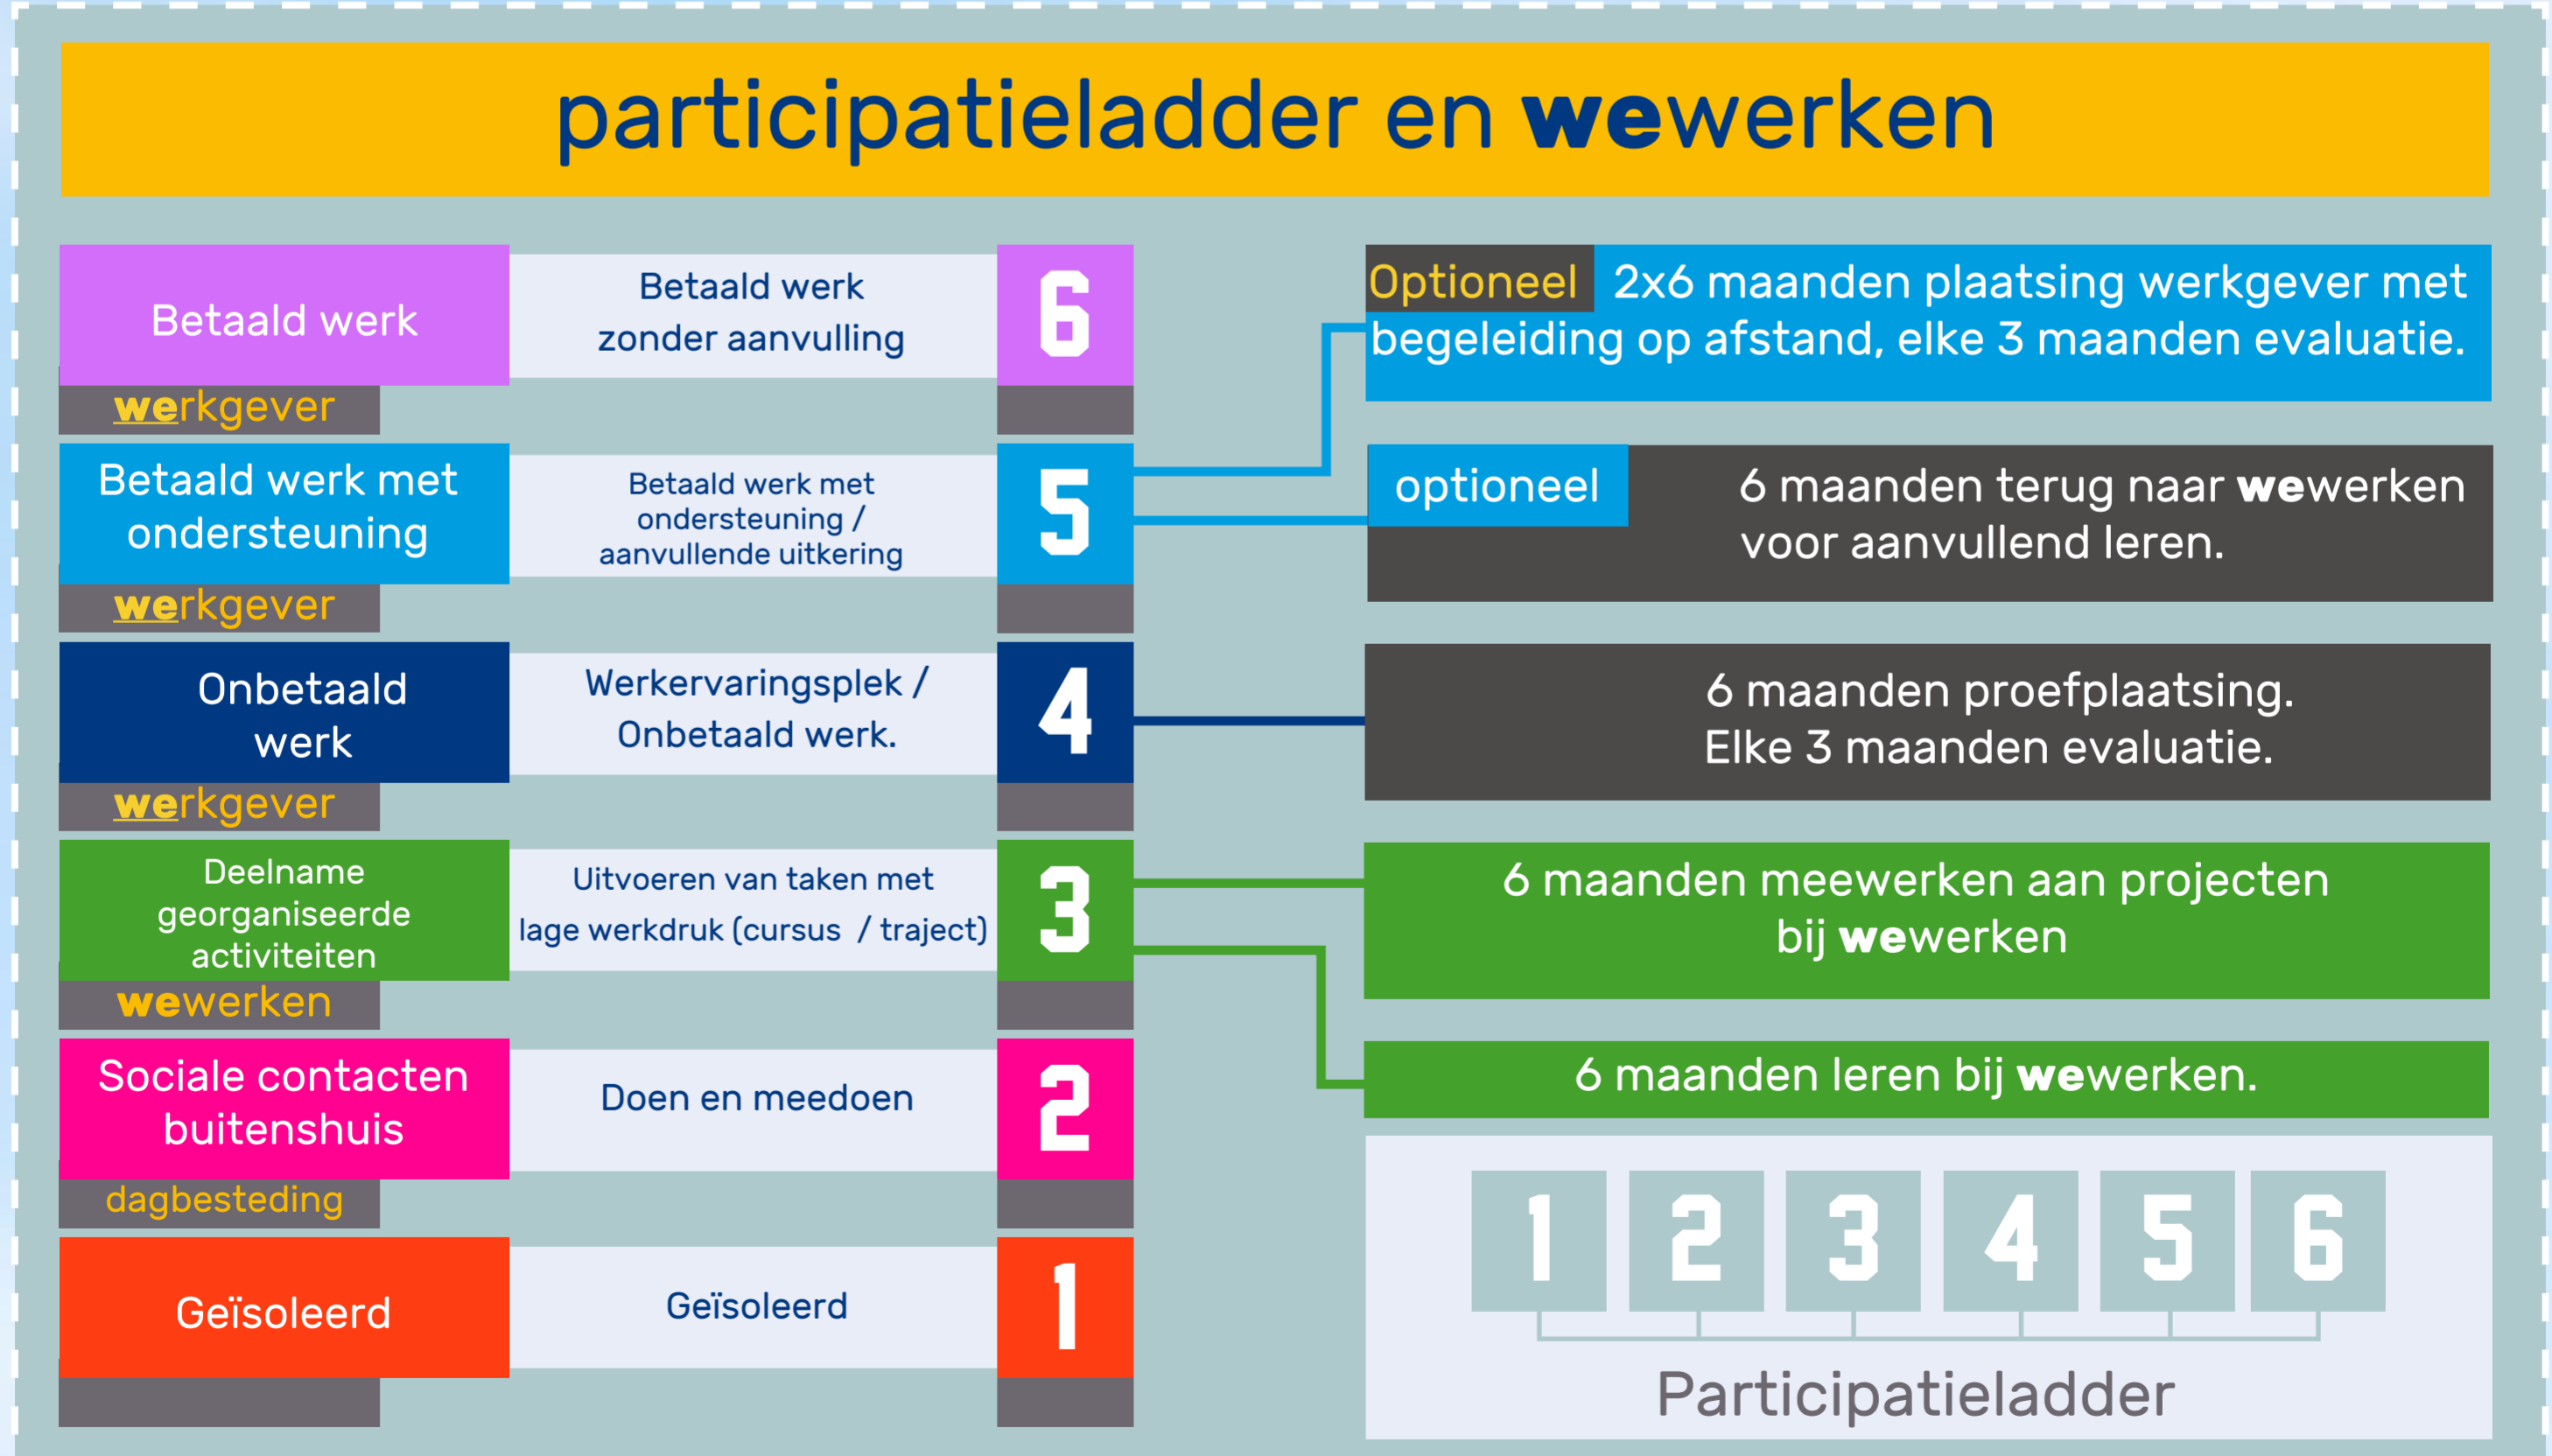 participatieladder en wewerken
Betaald werk
Betaald werk
zonder aanvulling
6
werkgever
Betaald werk met
ondersteuning
Betaald werk met
ondersteuning /
aanvullende uitkering
5
werkgever
Onbetaald
werk
Werkervaringsplek /
Onbetaald werk.
4
werkgever
Deelname
georganiseerde
activiteiten
Uitvoeren van taken met
lage werkdruk (cursus / traject)
3
wewerken
Sociale contacten
buitenshuis
Doen en meedoen
2
dagbesteding
Geïsoleerd
Geïsoleerd
1
Optioneel 2x6 maanden plaatsing werkgever met
begeleiding op afstand, elke 3 maanden evaluatie.
optioneel 6 maanden terug naar wewerken
voor aanvullend leren.
6 maanden proefplaatsing.
Elke 3 maanden evaluatie.
6 maanden meewerken aan projecten
bij wewerken
6 maanden leren bij wewerken.
1 2 3 4 5 6
Participatieladder